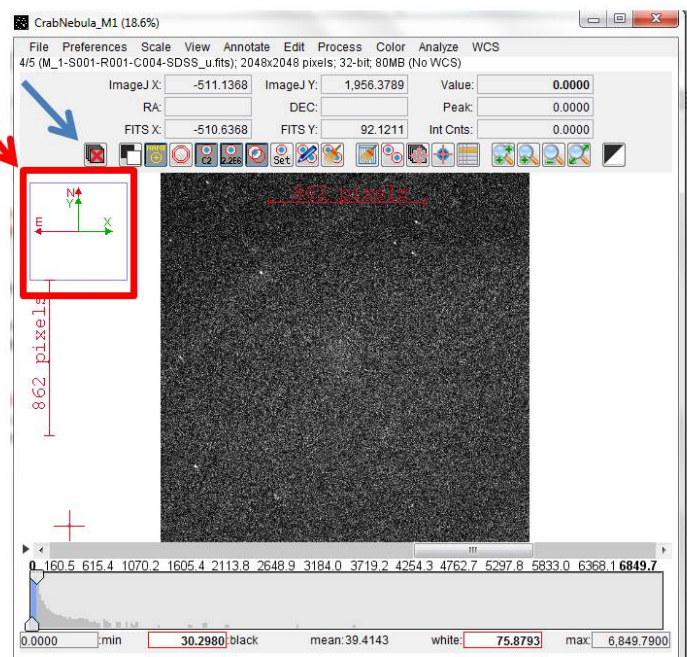 CrabNebula_M1 (18.6%)
File Preferences Scale View Annotate Edit Process Color Analyze WCS
4/5 (M_1-S001-R001-C004-SDSS_u.fits); 2048x2048 pixels; 32-bit; 80MB (No WCS)
ImageJ X: -511.1368 ImageJ Y: 1,956.3789 Value: 0.0000
RA: DEC: Peak: 0.0000
FITS X: -510.6368 FITS Y: 92.1211 Int Cnts: 0.0000
NAME C2 2.2E6 Set
862 pixels
N
Y
E X
862 pixels
0 160.5 615.4 1070.2 1605.4 2113.8 2648.9 3184.0 3719.2 4254.3 4762.7 5297.8 5833.0 6368.1 6849.7
0.0000 :min 30.2980 :black mean: 39.4143 white: 75.8793 max: 6,849.7900